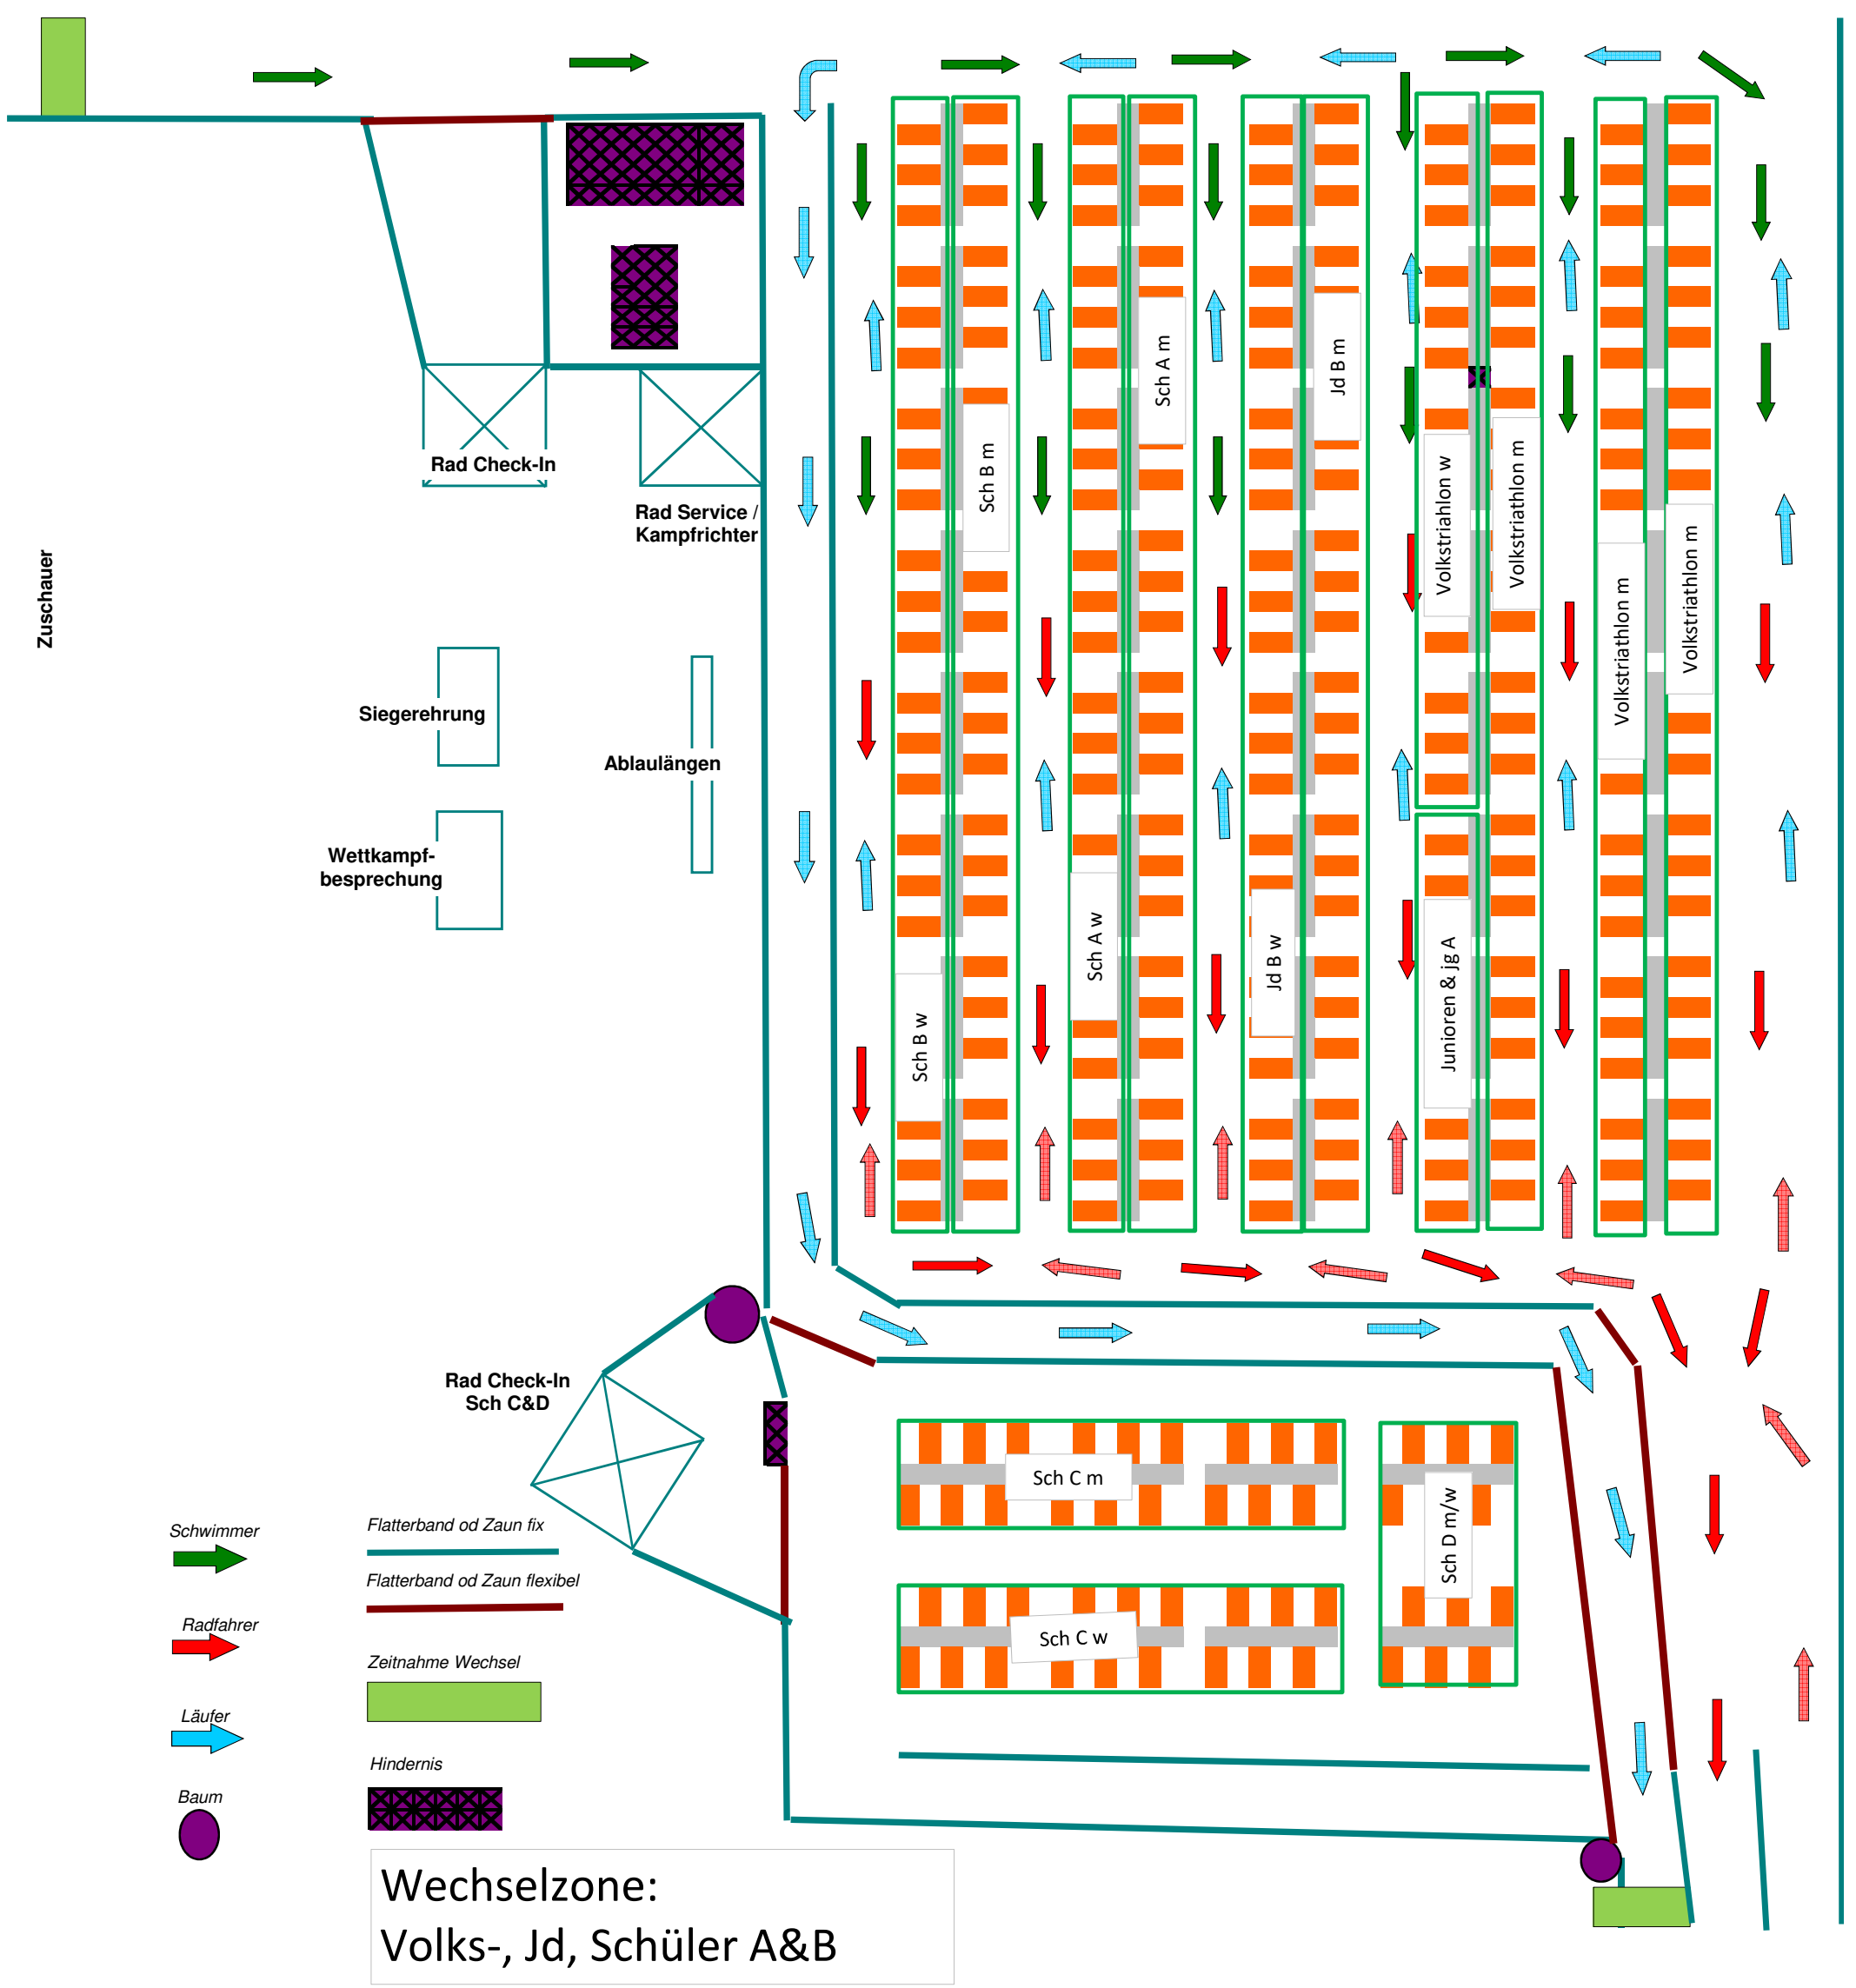 Rad Check-In
Rad Service /
Kampfrichter
Zuschauer
Siegerehrung
Ablaulängen
Wettkampf-
besprechung
Sch B w
Sch B m
Sch A w
Sch A m
Jd B w
Jd B m
Volkstriahlon w
Junioren & jg A
Volkstriathlon m
Volkstriathlon m
Volkstriathlon m
Rad Check-In
Sch C&D
Sch C m
Sch D m/w
Sch C w
Schwimmer
Radfahrer
Läufer
Baum
Flatterband od Zaun fix
Flatterband od Zaun flexibel
Zeitnahme Wechsel
Hindernis
Wechselzone:
Volks-, Jd, Schüler A&B